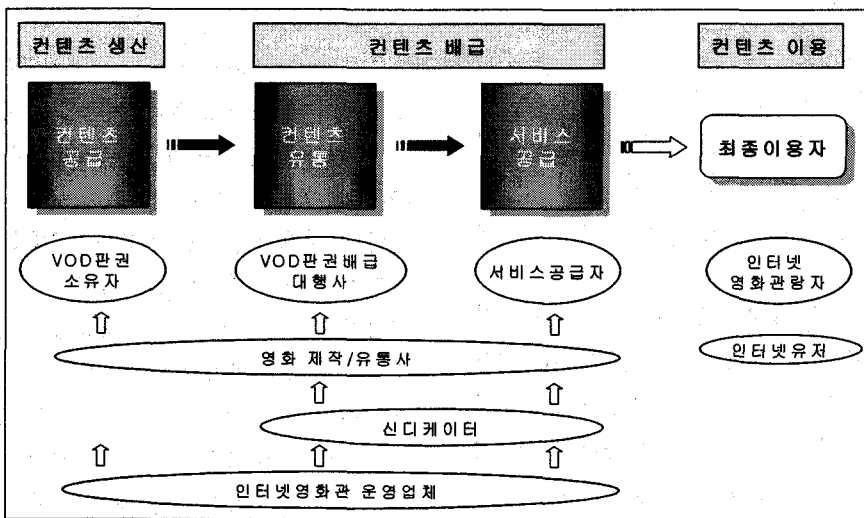 컨텐츠 생산
컨텐츠 배급
컨텐츠 이용
컨텐츠
공급
컨텐츠
유통
서비스
공급
최종이용자
VOD판권
소유자
VOD판권배급
대행사
서비스공급자
인터넷
영화관람자
영화 제작/유통사
인터넷유저
신디케이터
인터넷영화관 운영업체